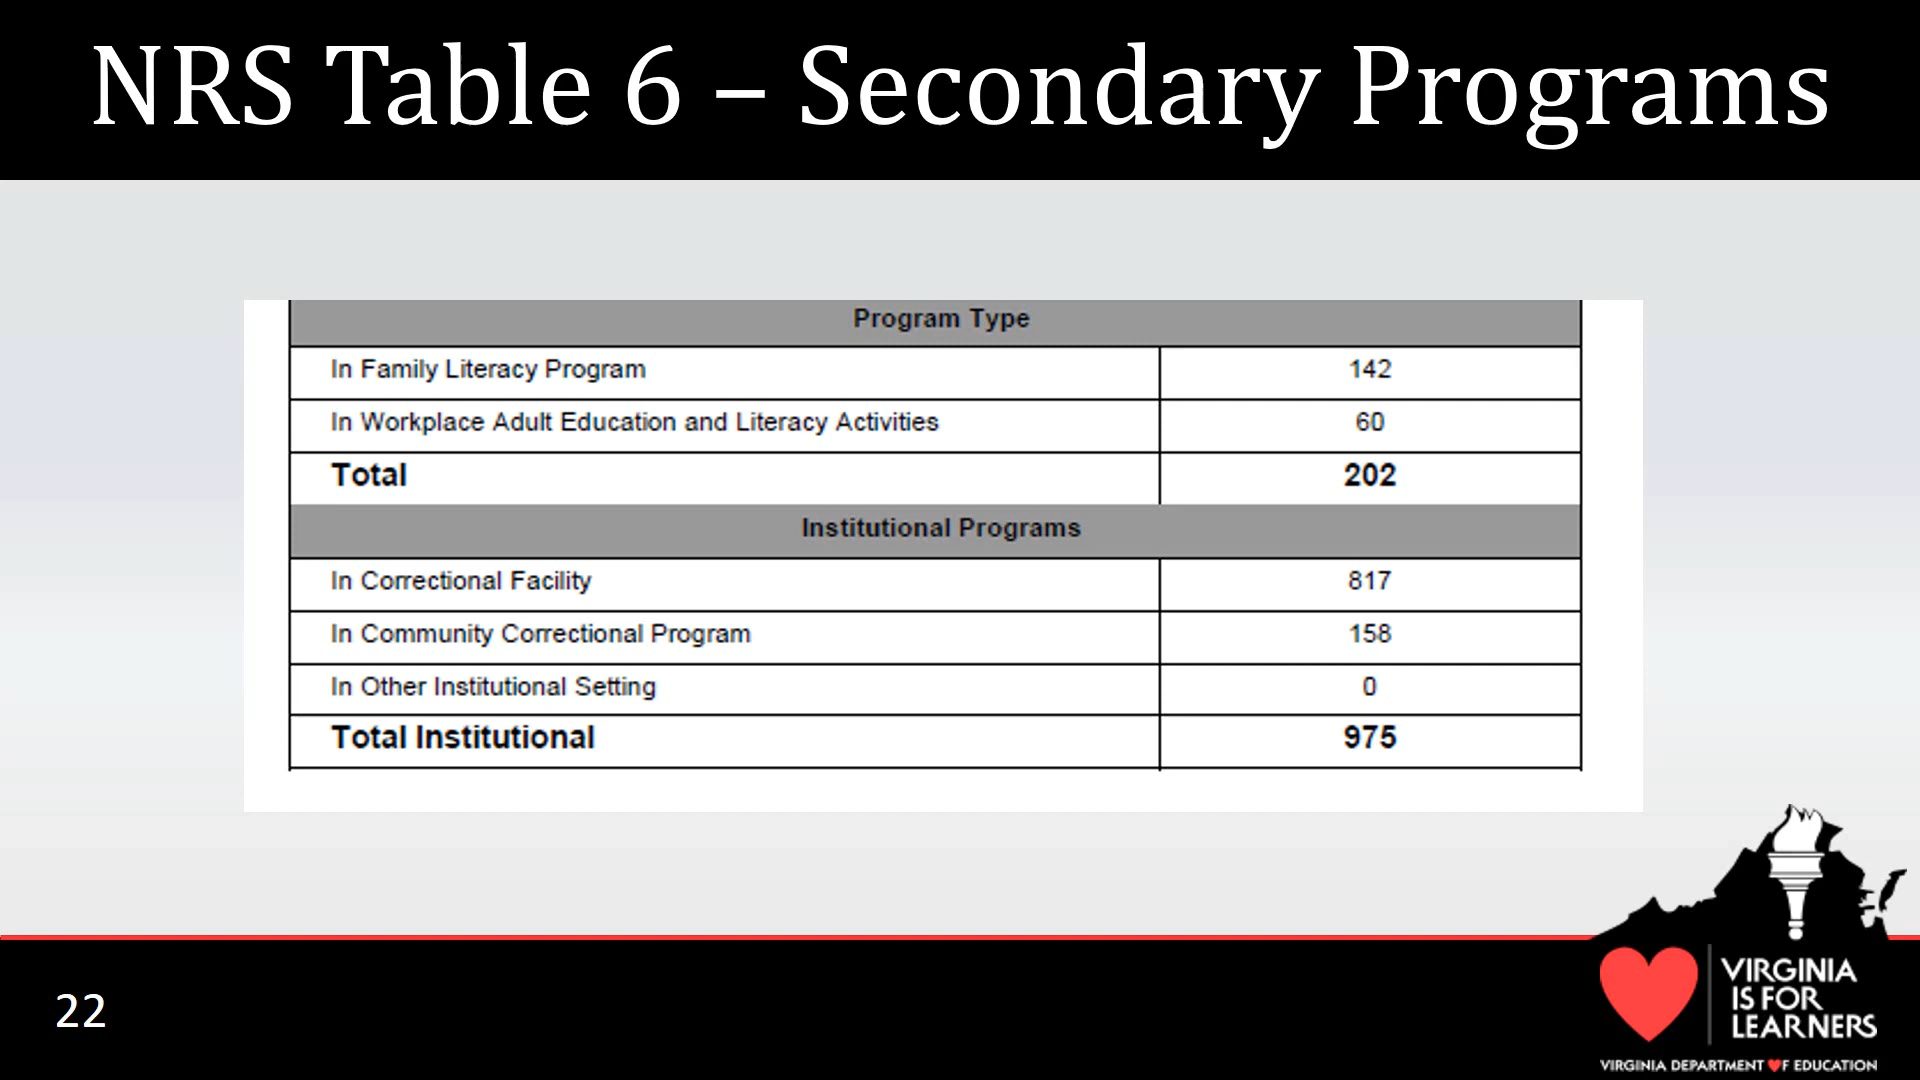 NRS Table 6 – Secondary Programs
Program Type
In Family Literacy Program 142
In Workplace Adult Education and Literacy Activities 60
Total 202
Institutional Programs
In Correctional Facility 817
In Community Correctional Program 158
In Other Institutional Setting 0
Total Institutional 975
22
VIRGINIA
IS FOR
LEARNERS
VIRGINIA DEPARTMENT OF EDUCATION